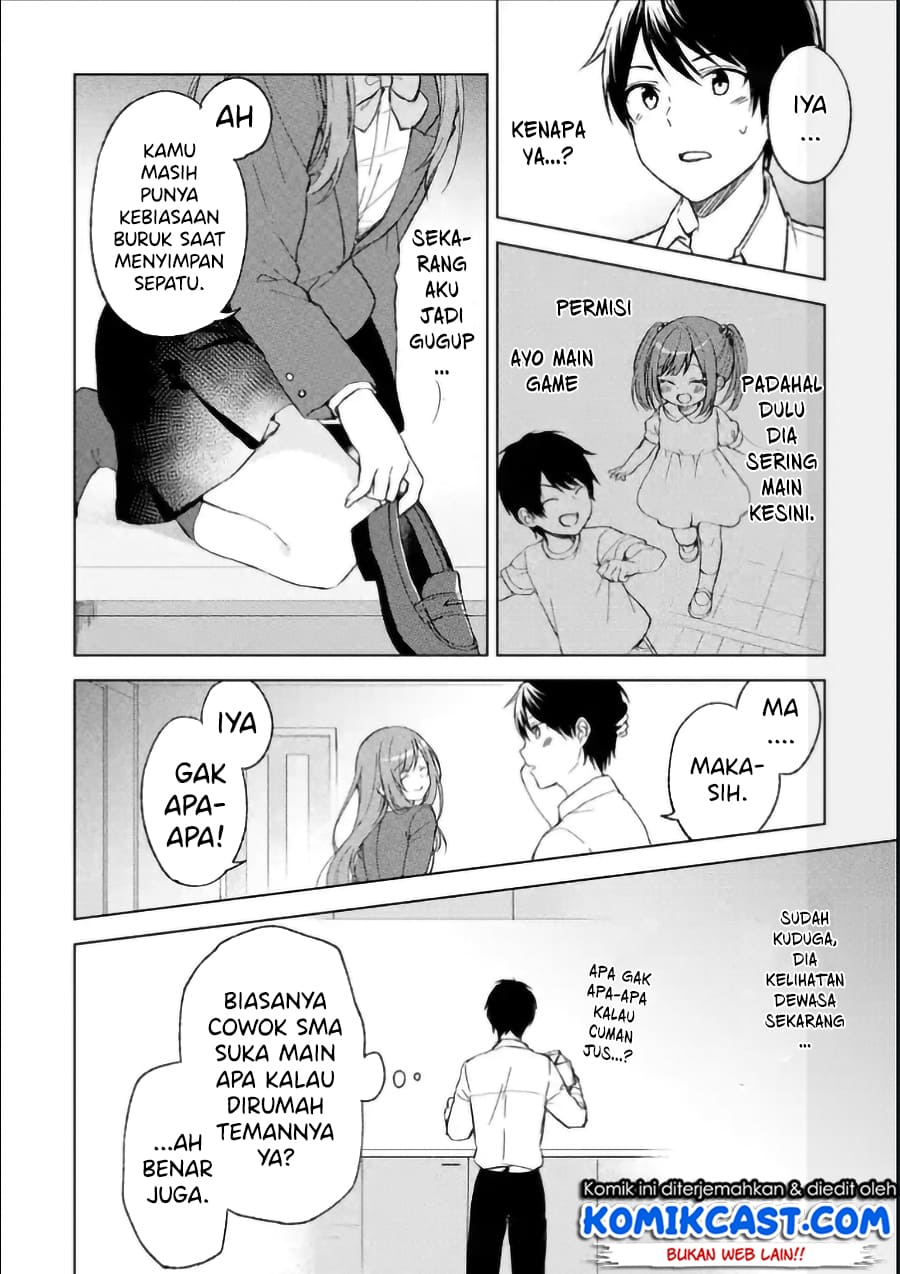 IYA
...
KENAPA
YA...?
PERMISI
AYO MAIN
GAME
PADAHAL
DULU
DIA
SERING
MAIN
KESINI.
SEKA-
RANG
AKU
JADI
GUGUP
...
AH
KAMU
MASIH
PUNYA
KEBIASAAN
BURUK SAAT
MENYIMPAN
SEPATU.
MA
....
MAKA-
SIH.
IYA
GAK
APA-
APA!
SUDAH
KUDUGA,
DIA
KELIHATAN
DEWASA
SEKARANG
...
APA GAK
APA-APA
KALAU
CUMAN
JUS...?
BIASANYA
COWOK SMA
SUKA MAIN
APA KALAU
DIRUMAH
TEMANNYA
YA?
...AH
BENAR
JUGA.
Komik ini diterjemahkan & diedit oleh
KOMIKCAST.COM
BUKAN WEB LAIN!!